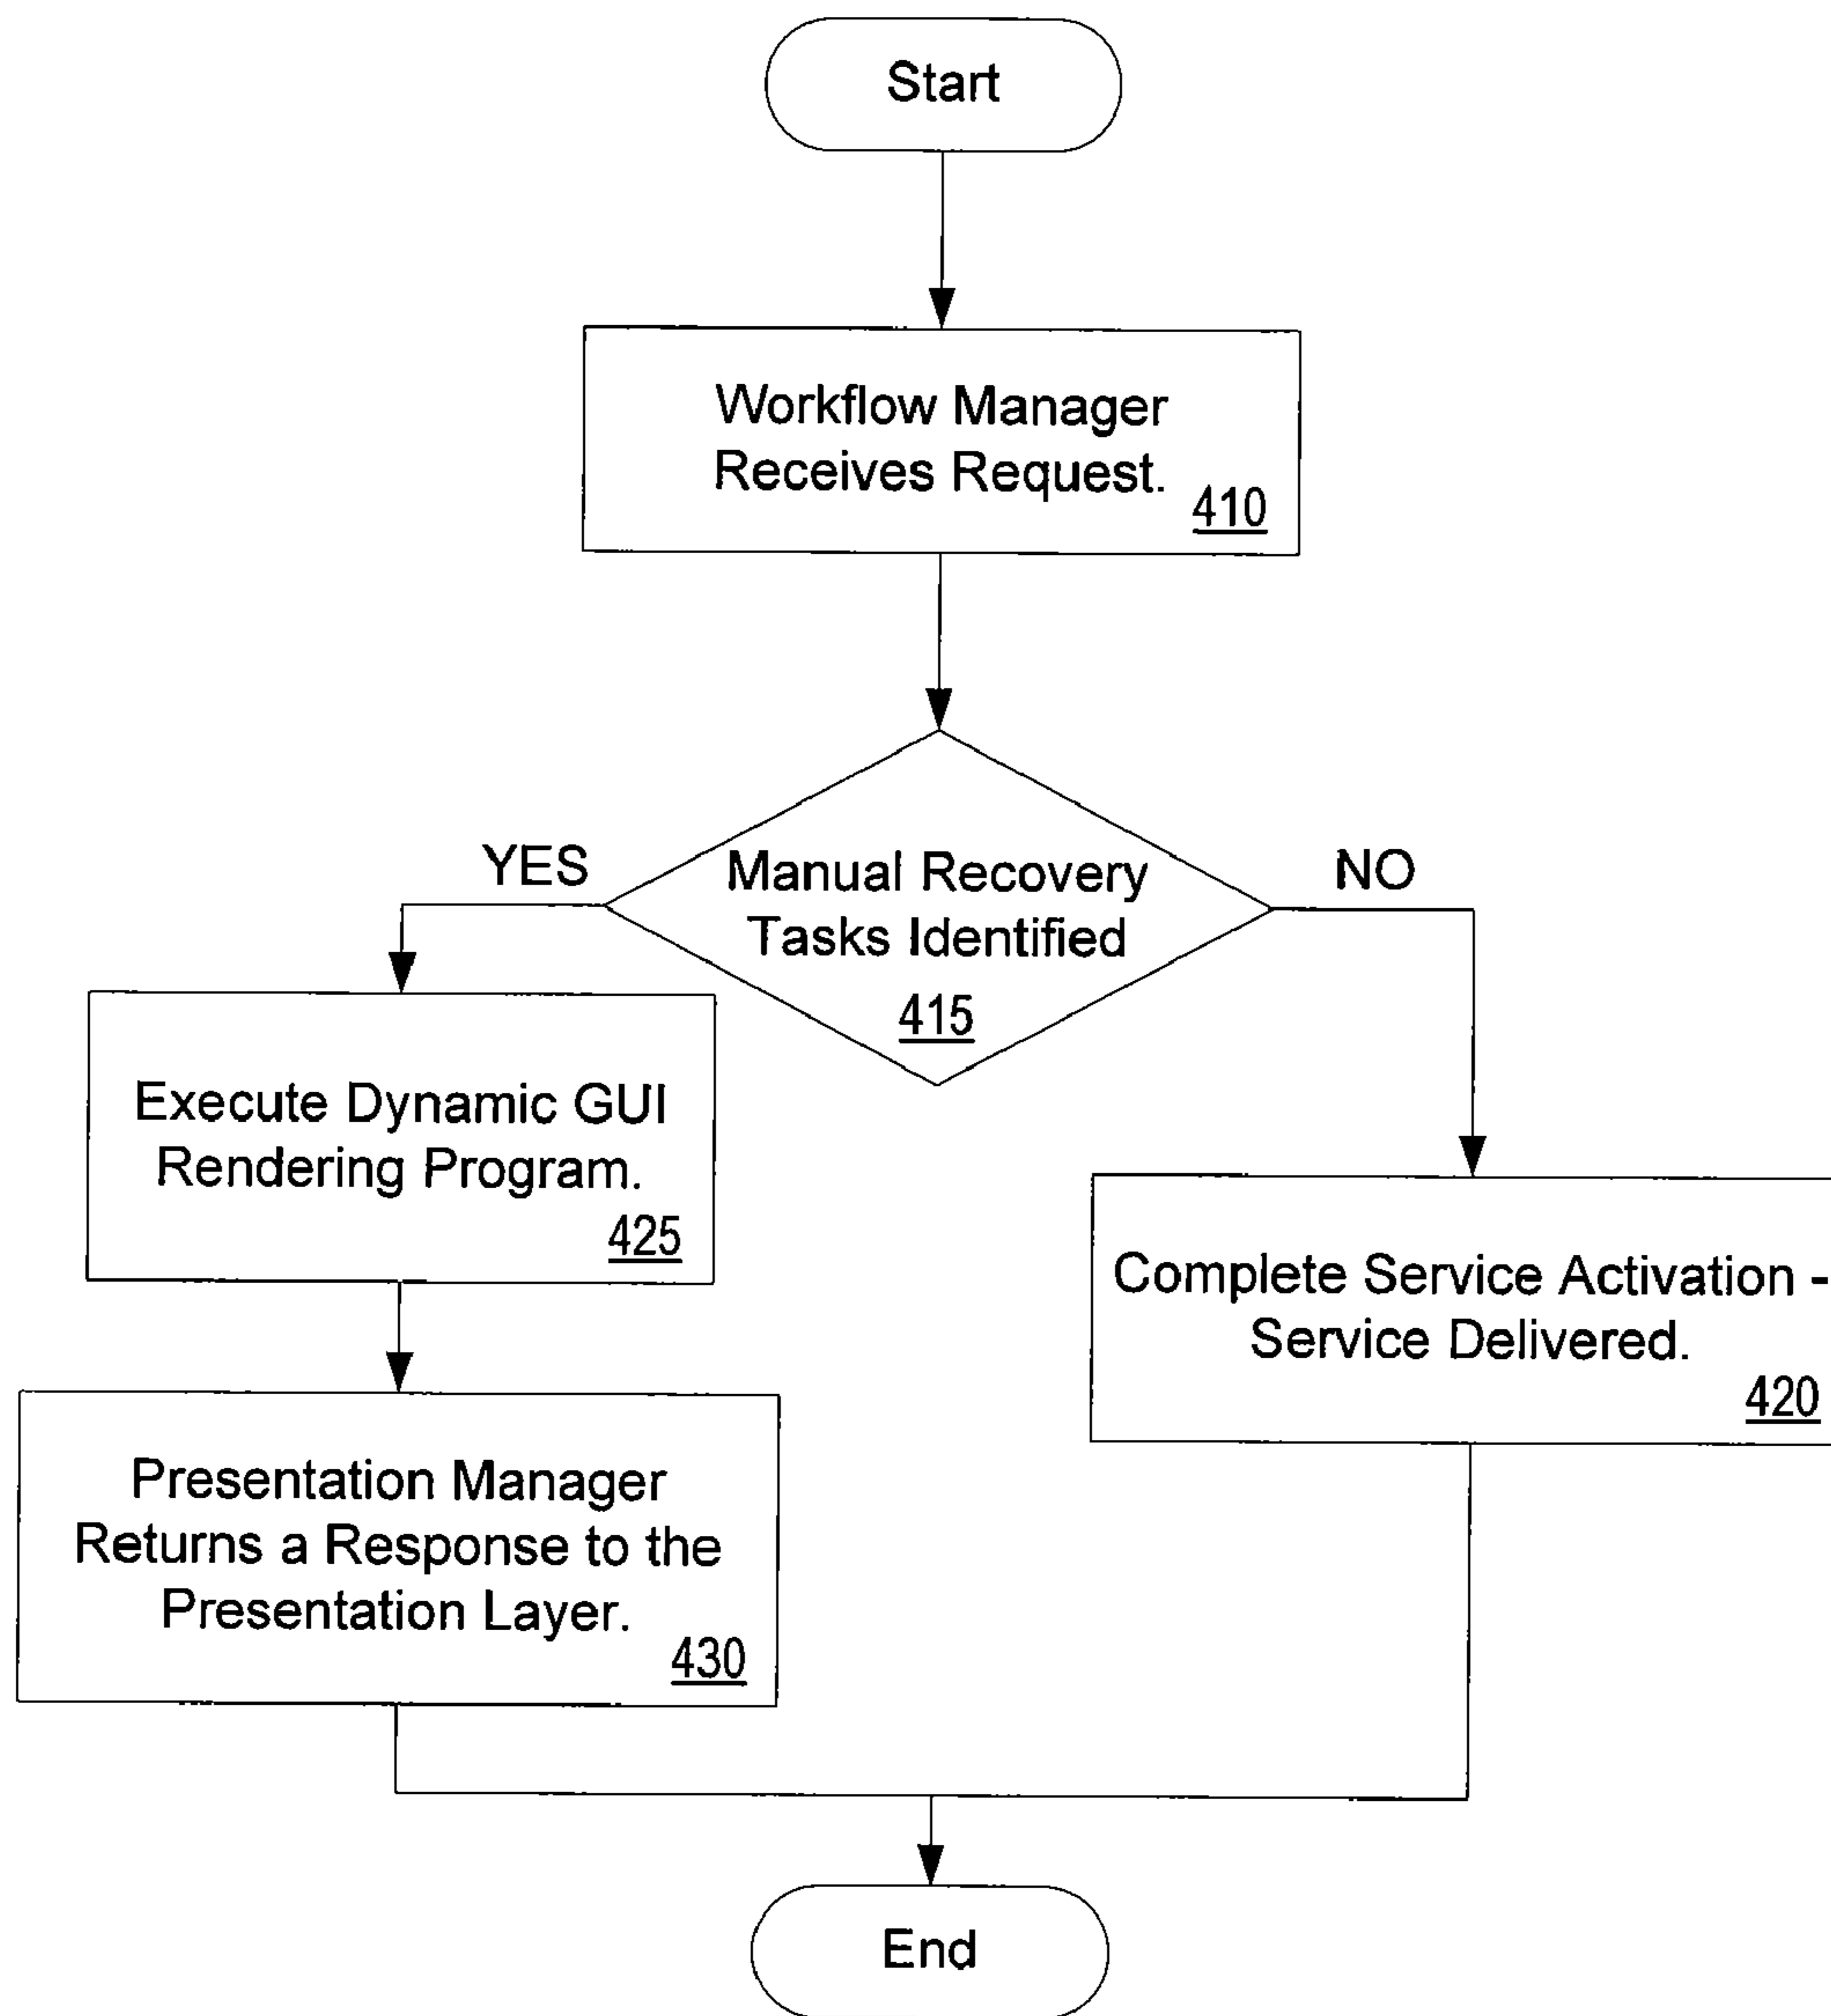 Start
Workflow Manager
Receives Request.
410
YES
Manual Recovery
Tasks Identified
415
NO
Execute Dynamic GUI
Rendering Program.
425
Complete Service Activation -
Service Delivered.
420
Presentation Manager
Returns a Response to the
Presentation Layer.
430
End